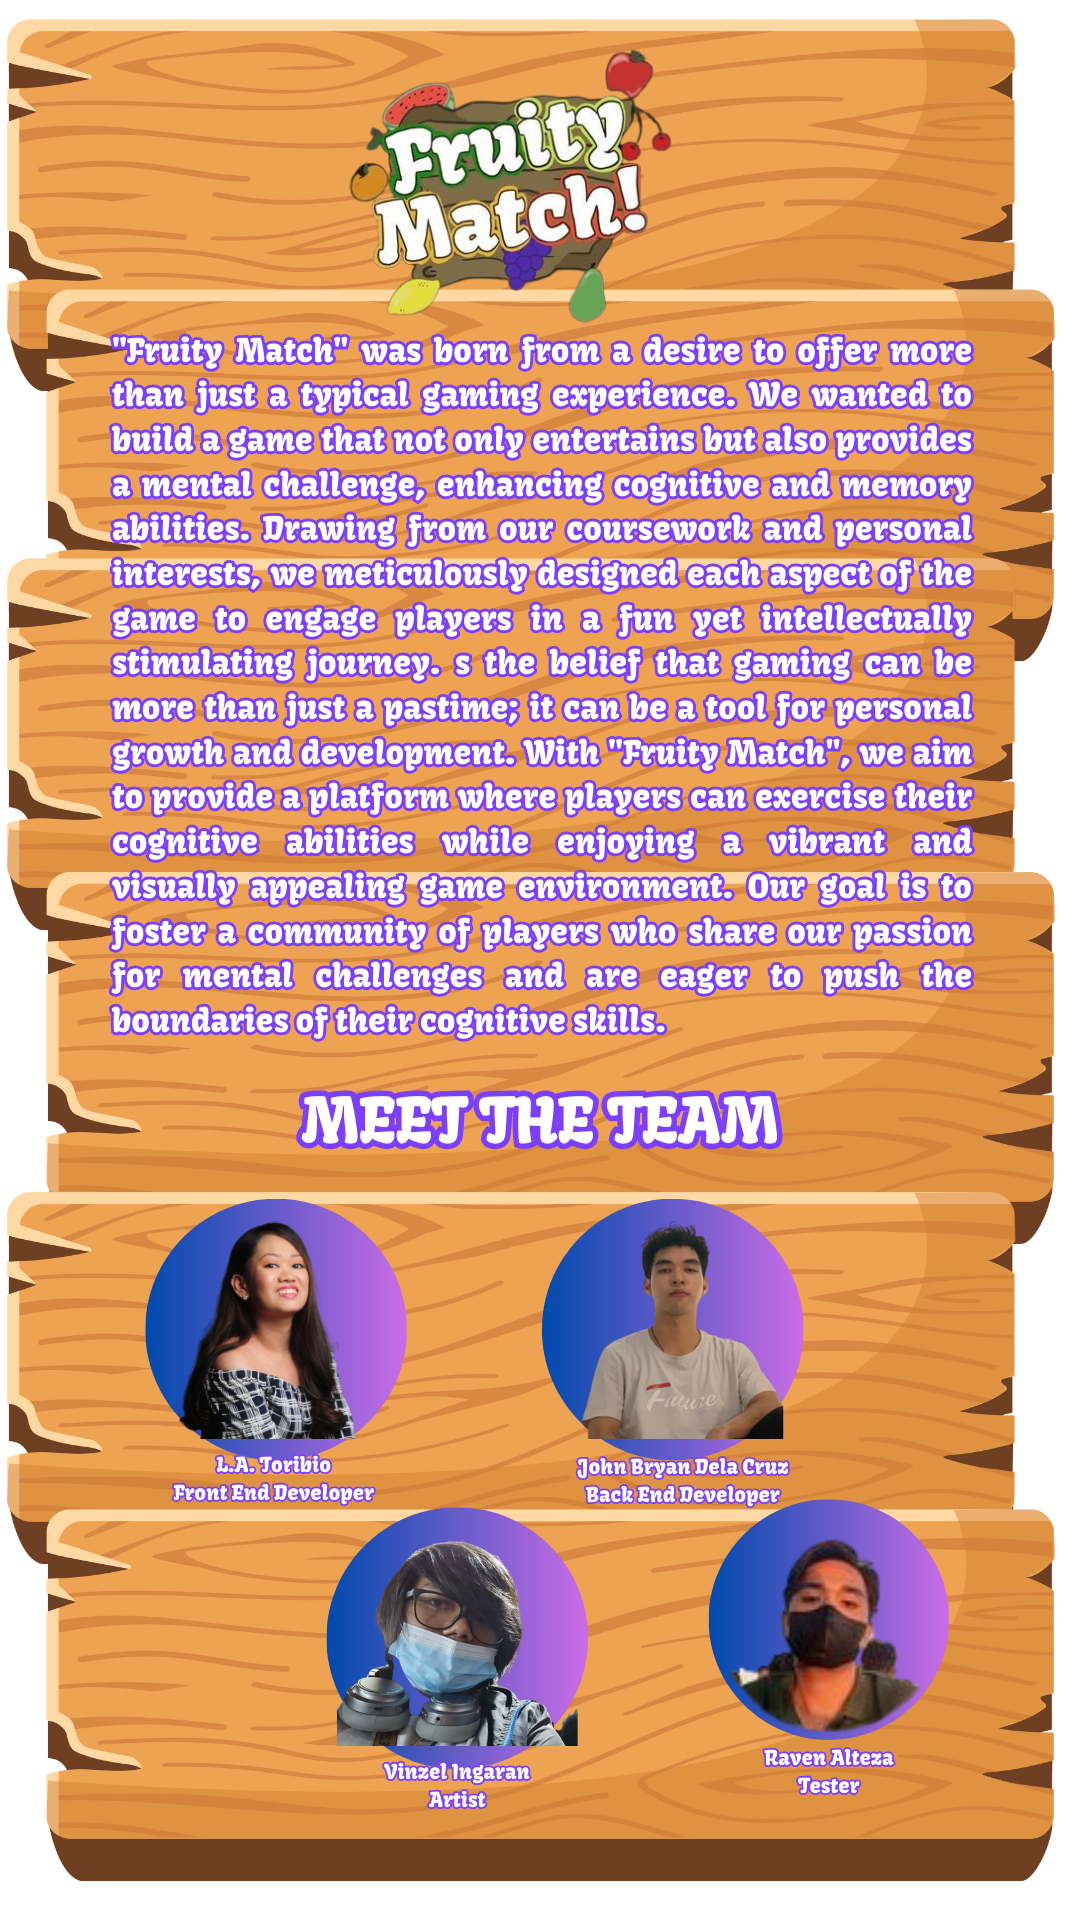 Fruity
Match!
"Fruity Match" was born from a desire to offer more
than just a typical gaming experience. We wanted to
build a game that not only entertains but also provides
a mental challenge, enhancing cognitive and memory
abilities. Drawing from our coursework and personal
interests, we meticulously designed each aspect of the
game to engage players in a fun yet intellectually
stimulating journey. s the belief that gaming can be
more than just a pastime; it can be a tool for personal
growth and development. With "Fruity Match", we aim
to provide a platform where players can exercise their
cognitive abilities while enjoying a vibrant and
visually appealing game environment. Our goal is to
foster a community of players who share our passion
for mental challenges and are eager to push the
boundaries of their cognitive skills.
MEET THE TEAM
Future
L.A. Toribio
Front End Developer
John Bryan Dela Cruz
Back End Developer
Vinzel Ingaran
Artist
Raven Alteza
Tester